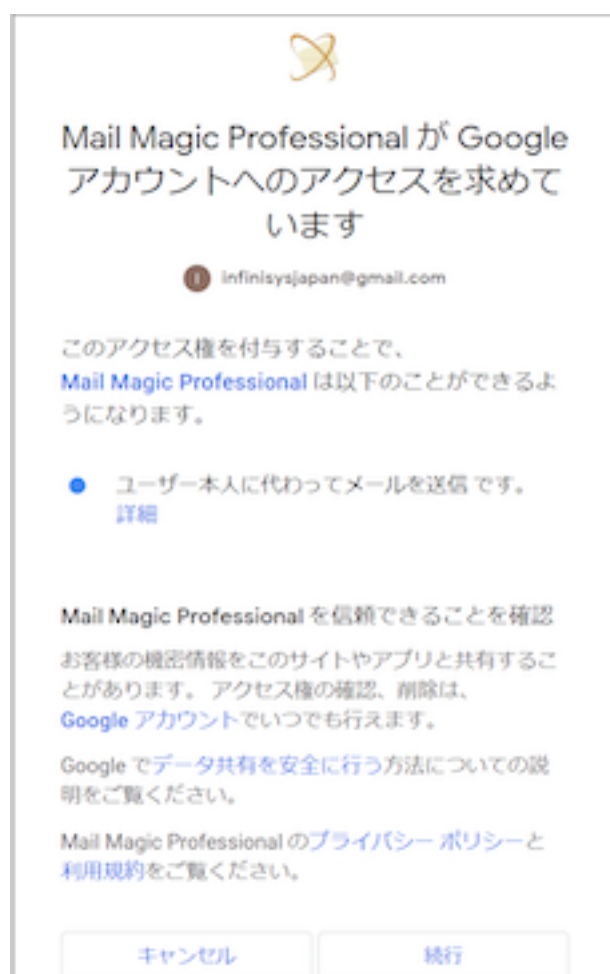 Mail Magic Professional が Google
アカウントへのアクセスを求めて
います
I infinisysjapan@gmail.com
このアクセス権を付与することで、
Mail Magic Professional は以下のことができるよ
うになります。
ユーザー本人に代わってメールを送信 です。
詳細
Mail Magic Professional を信頼できることを確認
お客様の機密情報をこのサイトやアプリと共有するこ
とがあります。 アクセス権の確認、削除は、
Google アカウントでいつでも行えます。
Google でデータ共有を安全に行う方法についての説
明をご覧ください。
Mail Magic Professional のプライバシー ポリシーと
利用規約をご覧ください。
キャンセル
続行